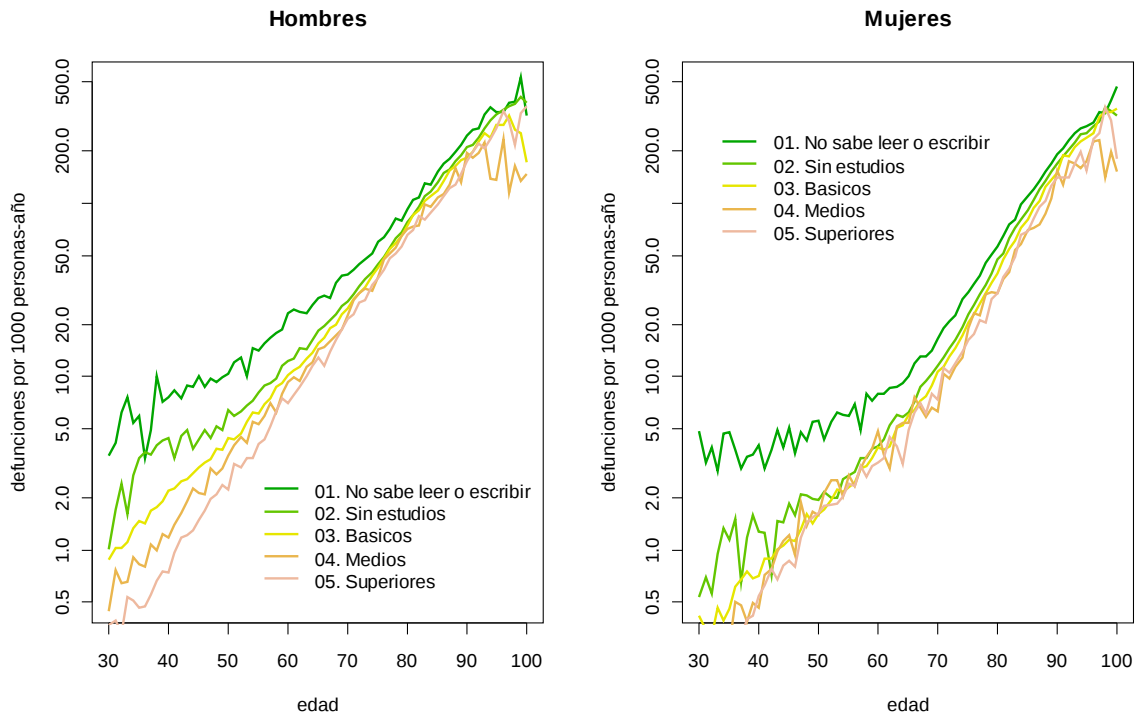 Hombres
defunciones por 1000 personas-año
500.0
200.0
50.0
20.0
10.0
5.0
2.0
1.0
0.5
01. No sabe leer o escribir
02. Sin estudios
03. Basicos
04. Medios
05. Superiores
30 40 50 60 70 80 90 100
edad
Mujeres
defunciones por 1000 personas-año
500.0
200.0
50.0
20.0
10.0
5.0
2.0
1.0
0.5
01. No sabe leer o escribir
02. Sin estudios
03. Basicos
04. Medios
05. Superiores
30 40 50 60 70 80 90 100
edad